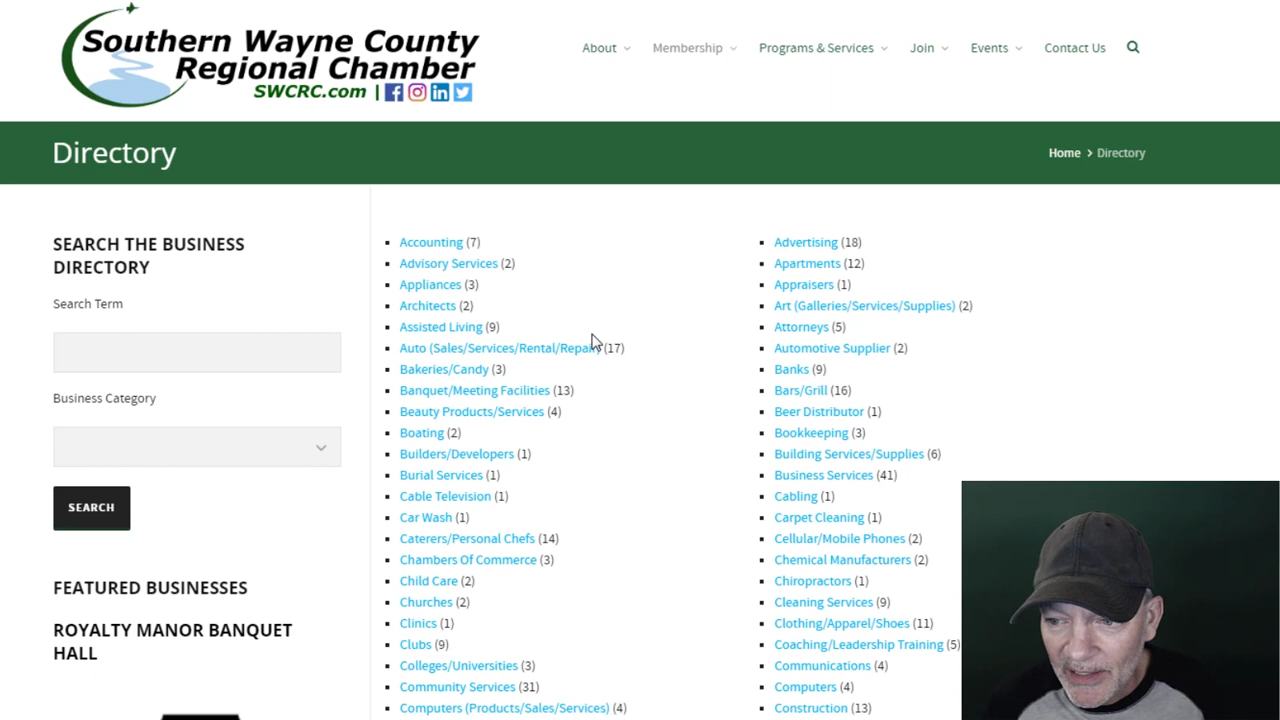 Southern Wayne County
Regional Chamber
SWCRC.com |
About
Membership
Programs & Services
Join
Events
Contact Us
Directory
Home
Directory
SEARCH THE BUSINESS
DIRECTORY
Search Term
Business Category
SEARCH
FEATURED BUSINESSES
ROYALTY MANOR BANQUET
HALL
Accounting (7)
Advisory Services (2)
Appliances (3)
Architects (2)
Assisted Living (9)
Auto (Sales/Services/Rental/Repair) (17)
Bakeries/Candy (3)
Banquet/Meeting Facilities (13)
Beauty Products/Services (4)
Boating (2)
Builders/Developers (1)
Burial Services (1)
Cable Television (1)
Car Wash (1)
Caterers/Personal Chefs (14)
Chambers Of Commerce (3)
Child Care (2)
Churches (2)
Clinics (1)
Clubs (9)
Colleges/Universities (3)
Community Services (31)
Computers (Products/Sales/Services) (4)
Advertising (18)
Apartments (12)
Appraisers (1)
Art (Galleries/Services/Supplies) (2)
Attorneys (5)
Automotive Supplier (2)
Banks (9)
Bars/Grill (16)
Beer Distributor (1)
Bookkeeping (3)
Building Services/Supplies (6)
Business Services (41)
Cabling (1)
Carpet Cleaning (1)
Cellular/Mobile Phones (2)
Chemical Manufacturers (2)
Chiropractors (1)
Cleaning Services (9)
Clothing/Apparel/Shoes (11)
Coaching/Leadership Training (5)
Communications (4)
Computers (4)
Construction (13)